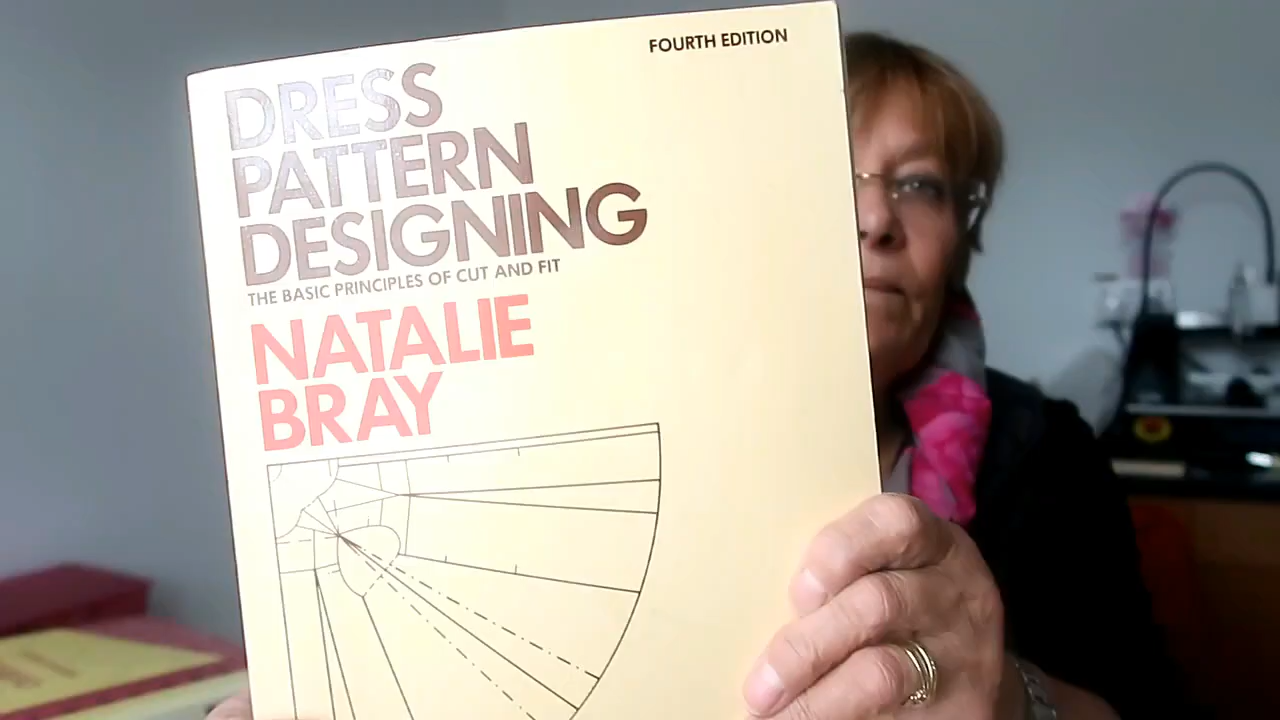 FOURTH EDITION
DRESS
PATTERN
DESIGNING
THE BASIC PRINCIPLES OF CUT AND FIT
NATALIE
BRAY